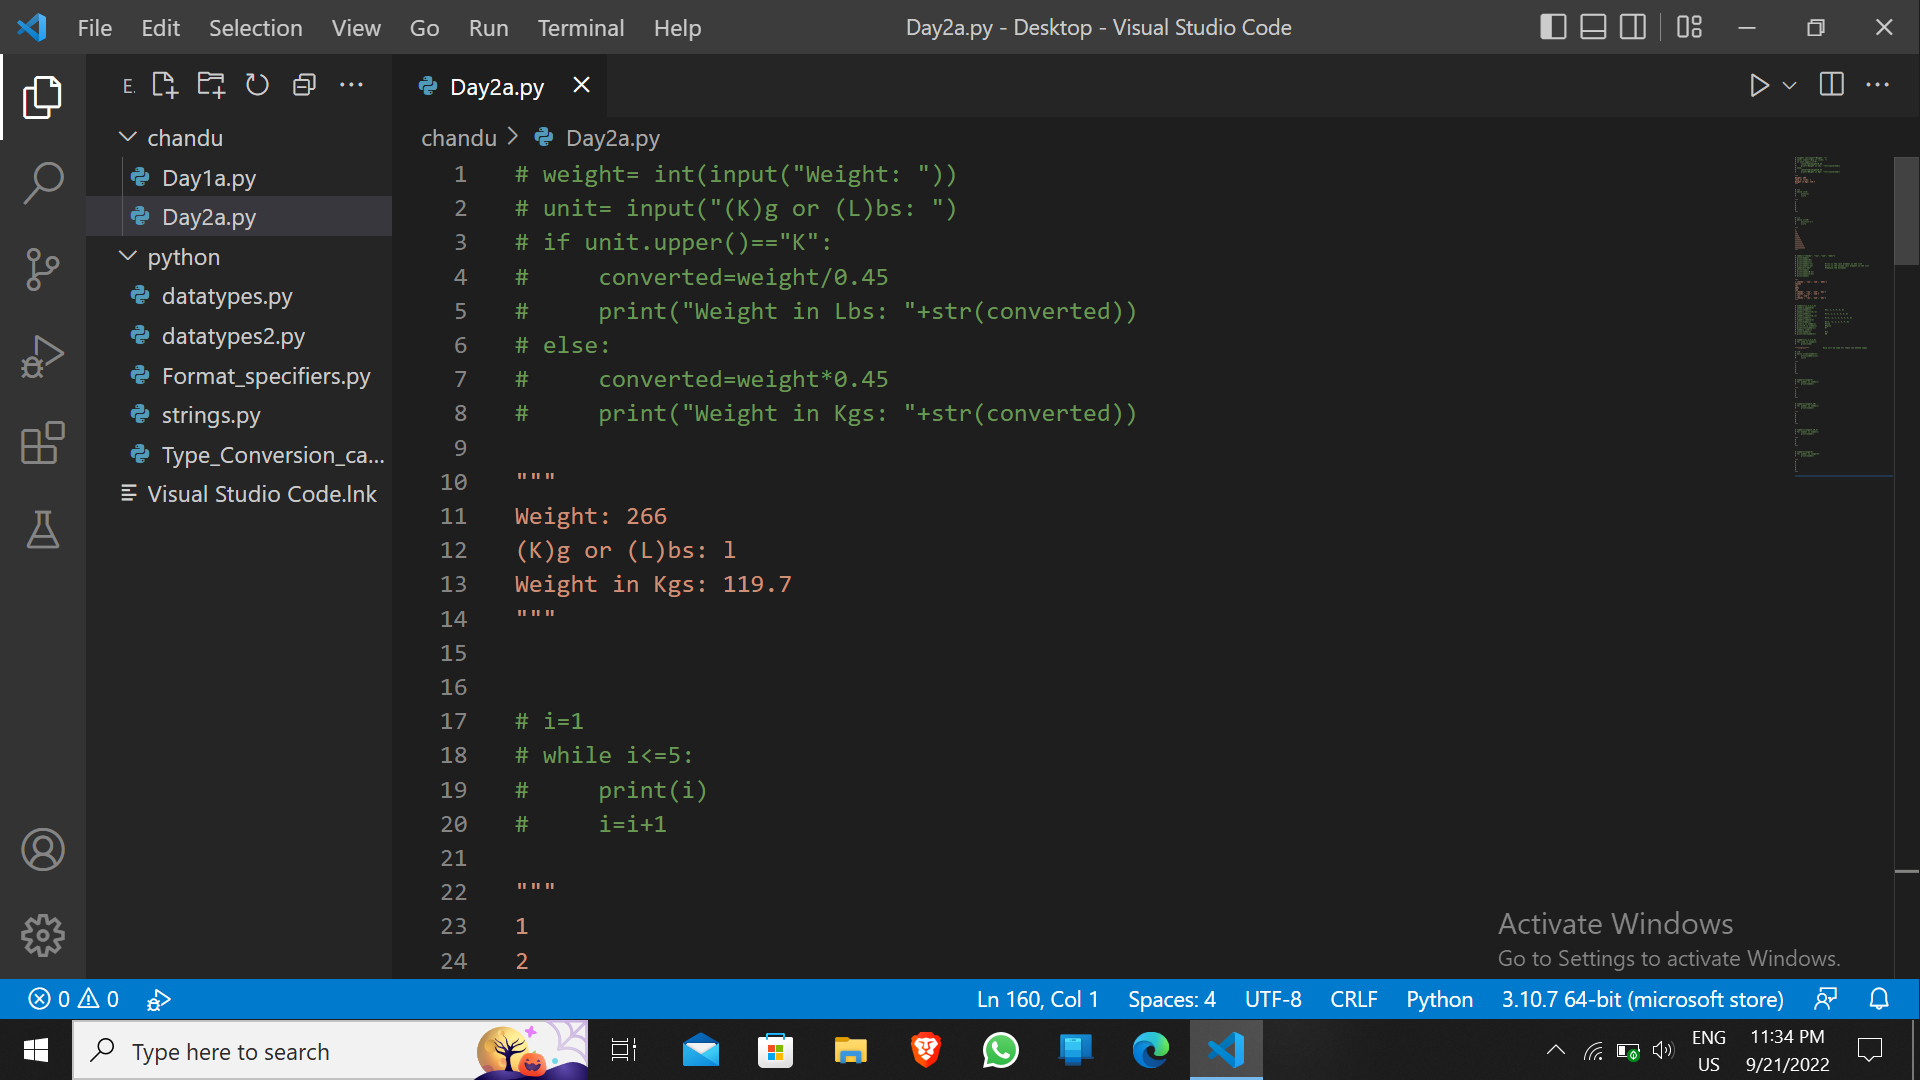 File Edit Selection View Go Run Terminal Help
Day2a.py - Desktop - Visual Studio Code
E.
chandu
Day1a.py
Day2a.py
python
datatypes.py
datatypes2.py
Format_specifiers.py
strings.py
Type_Conversion_ca...
Visual Studio Code.lnk
Day2a.py
chandu > Day2a.py
1 # weight= int(input("Weight: "))
2 # unit= input("(K)g or (L)bs: ")
3 # if unit.upper()=="K":
4 #     converted=weight/0.45
5 #     print("Weight in Lbs: "+str(converted))
6 # else:
7 #     converted=weight*0.45
8 #     print("Weight in Kgs: "+str(converted))
9
10 """
11 Weight: 266
12 (K)g or (L)bs: l
13 Weight in Kgs: 119.7
14 """
15
16
17 # i=1
18 # while i<=5:
19 #     print(i)
20 #     i=i+1
21
22 """
23 1
24 2
Activate Windows
Go to Settings to activate Windows.
0 0
Ln 160, Col 1 Spaces: 4 UTF-8 CRLF Python 3.10.7 64-bit (microsoft store)
Type here to search
ENG
US
11:34 PM
9/21/2022